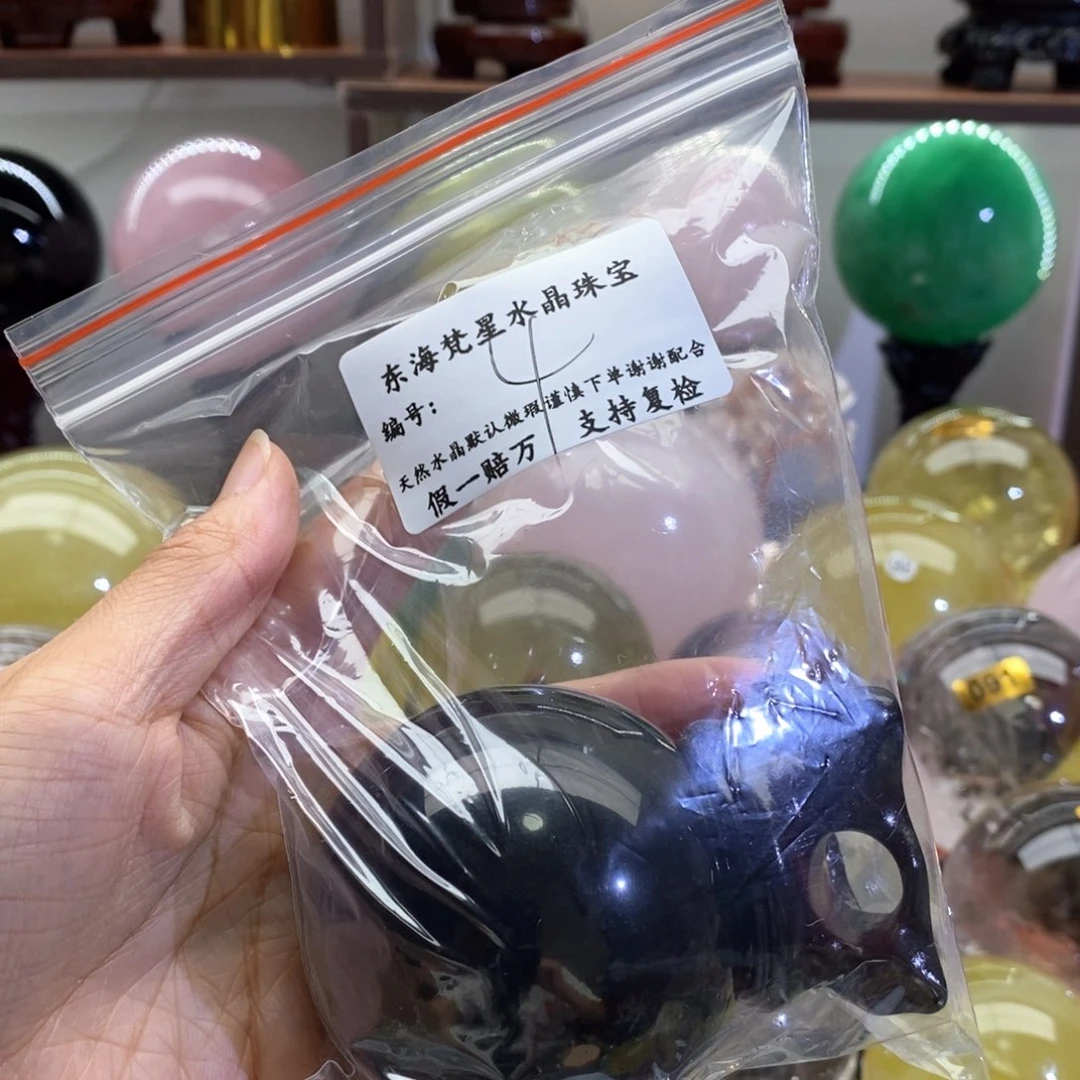 东海梵星水晶珠宝
编号：
天然水晶默认微瑕谨慎下单谢谢配合
假一赔万 支持复检
091